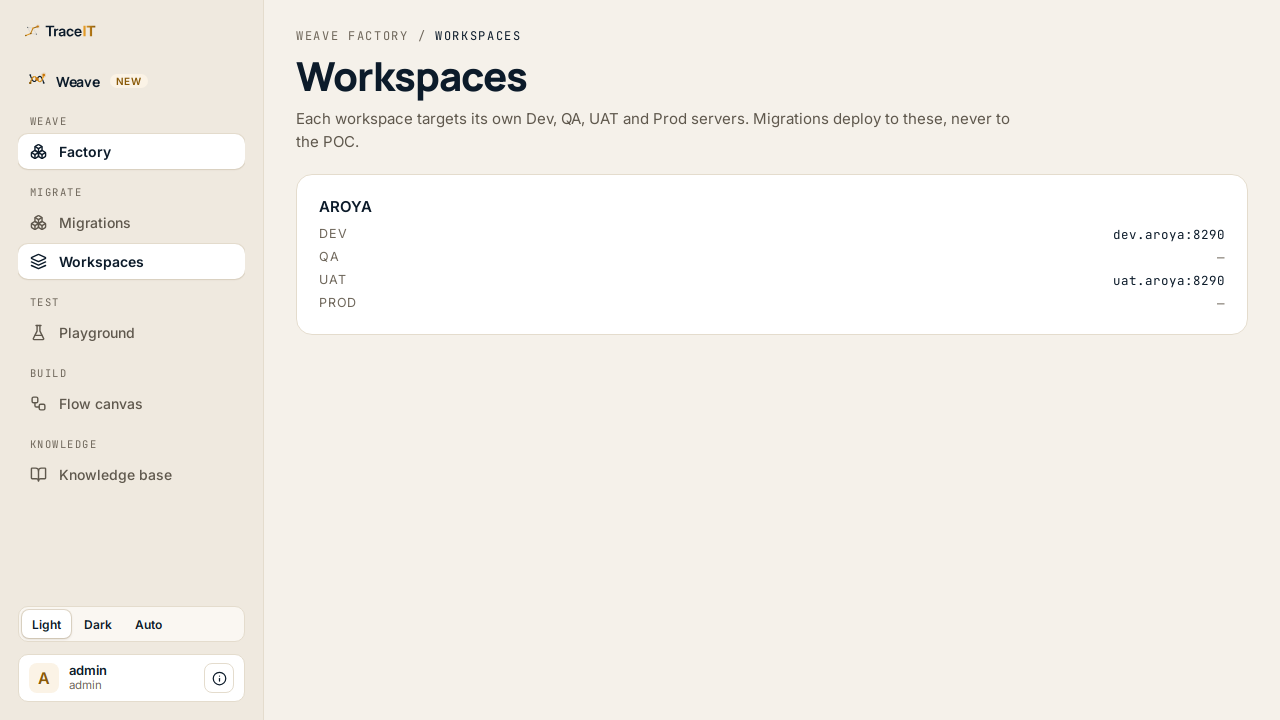 TraceIT
Weave NEW
WEAVE
Factory
MIGRATE
Migrations
Workspaces
TEST
Playground
BUILD
Flow canvas
KNOWLEDGE
Knowledge base
Light Dark Auto
A admin
admin
WEAVE FACTORY / WORKSPACES
Workspaces
Each workspace targets its own Dev, QA, UAT and Prod servers. Migrations deploy to these, never to
the POC.
AROYA
DEV dev.aroya:8290
QA —
UAT uat.aroya:8290
PROD —